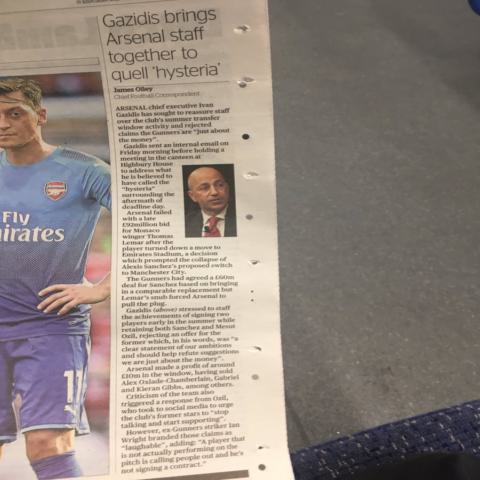 Gazidis brings
Arsenal staff
together to
quell 'hysteria'
James Olley
Chief Football Correspondent
ARSENAL chief executive Ivan
Gazidis has sought to reassure staff
over the club's summer transfer
window activity and rejected
claims the Gunners are "just about
the money".
Gazidis sent an internal email on
Friday morning before holding a
meeting in the canteen at
Highbury House
to address what
he is believed to
have called the
"hysteria"
surrounding the
aftermath of
deadline day.
Arsenal failed
with a late
£92million bid
for Monaco
winger Thomas
Lemar after the
player turned down a move to
Emirates Stadium, a decision
which prompted the collapse of
Alexis Sanchez's proposed switch
to Manchester City.
The Gunners had agreed a £60m
deal for Sanchez based on bringing
in a comparable replacement but
Lemar's snub forced Arsenal to
pull the plug.
Gazidis (above) stressed to staff
the achievements of signing two
players early in the summer while
retaining both Sanchez and Mesut
Ozil, rejecting an offer for the
former which, in his words, was "a
clear statement of our ambitions
and should help refute suggestions
we are just about the money".
Arsenal made a profit of around
£10m in the window, having sold
Alex Oxlade-Chamberlain, Gabriel
and Kieran Gibbs, among others.
Criticism of the team also
triggered a response from Ozil,
who took to social media to urge
the club's former stars to "stop
talking and start supporting".
However, ex-Gunners striker Ian
Wright branded those claims as
"laughable", adding: "A player that
is not actually performing on the
pitch is calling people out and he's
not signing a contract."
Arsenal
Fly
mirates
1